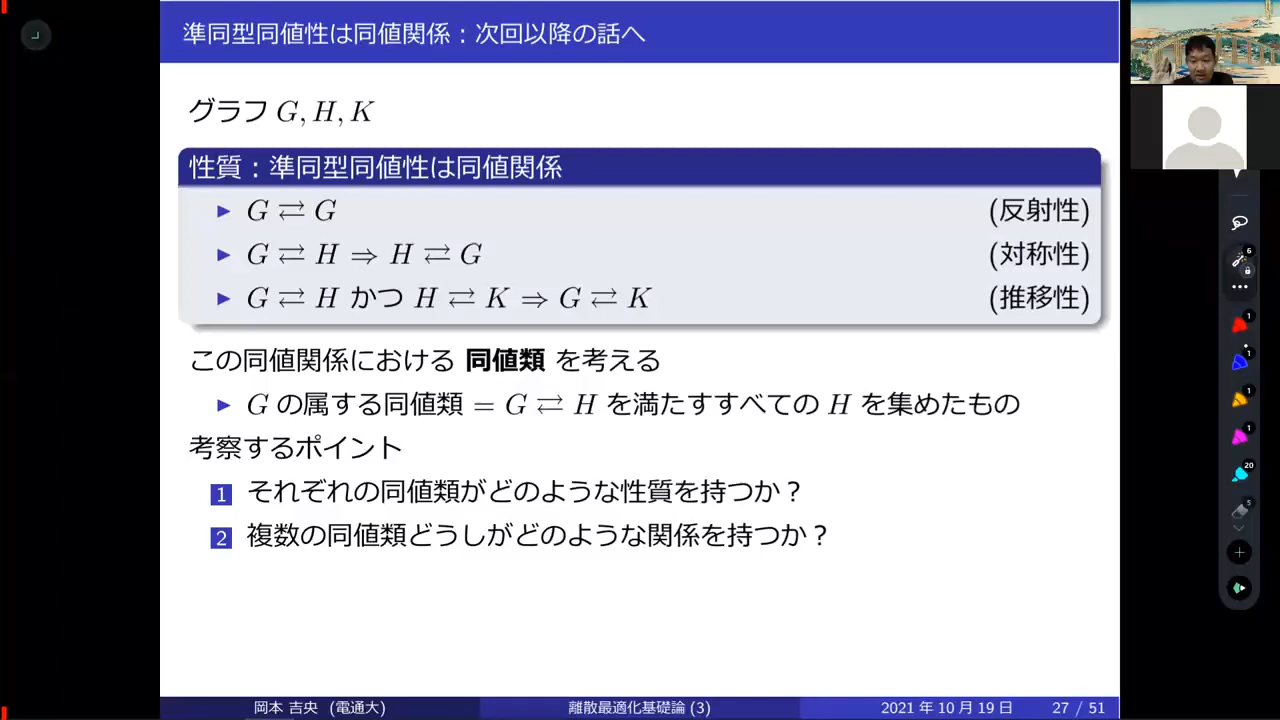 準同型同値性は同値関係：次回以降の話へ
グラフ G, H, K
性質：準同型同値性は同値関係
▶ G ⇄ G (反射性)
▶ G ⇄ H ⇒ H ⇄ G (対称性)
▶ G ⇄ H かつ H ⇄ K ⇒ G ⇄ K (推移性)
この同値関係における 同値類 を考える
▶ G の属する同値類 = G ⇄ H を満たすすべての H を集めたもの
考察するポイント
1 それぞれの同値類がどのような性質を持つか？
2 複数の同値類どうしがどのような関係を持つか？
岡本 吉央 (電通大) 離散最適化基礎論 (3) 2021 年 10 月 19 日 27 / 51
6
1
1
1
1
20
5